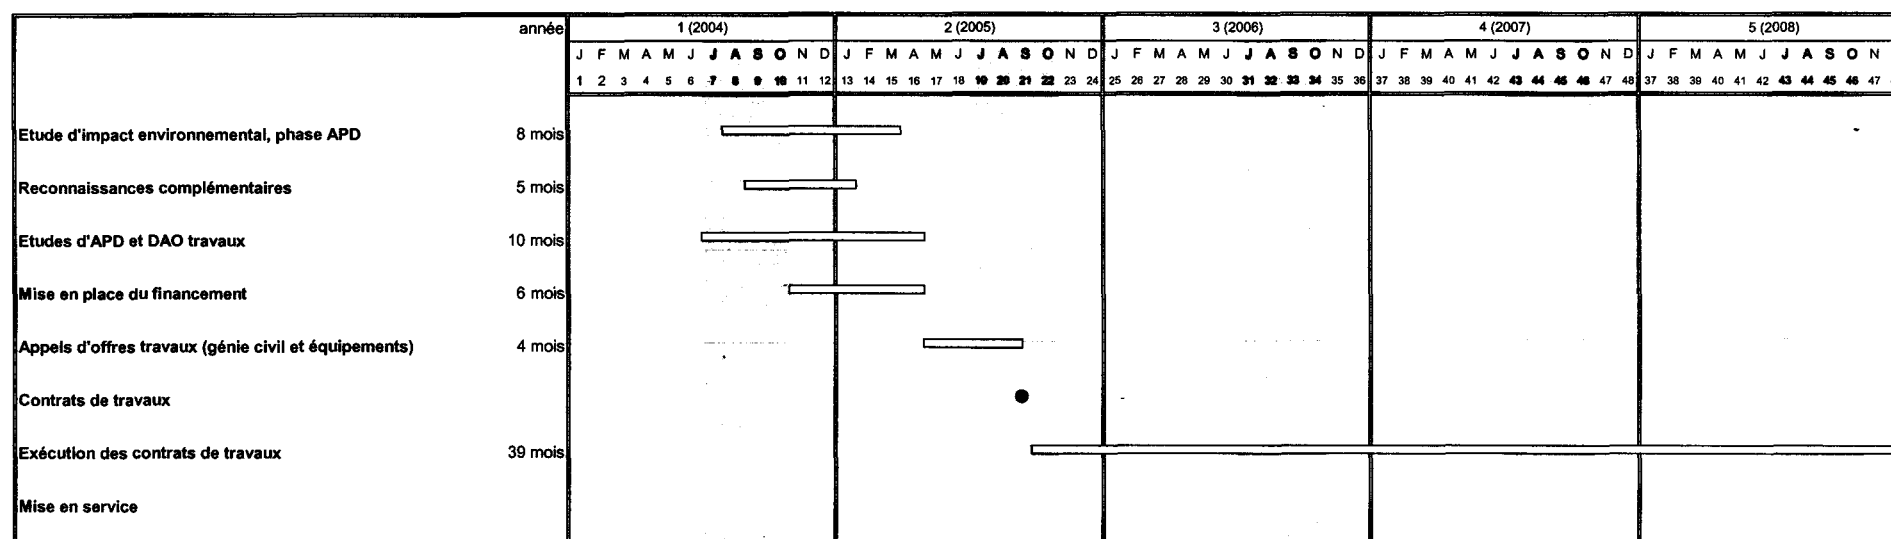 année 1 (2004) 2 (2005) 3 (2006) 4 (2007) 5 (2008)
J F M A M J J A S O N D J F M A M J J A S O N D J F M A M J J A S O N D J F M A M J J A S O N D J F M A M J J A S O N
1 2 3 4 5 6 7 8 9 10 11 12 13 14 15 16 17 18 19 20 21 22 23 24 25 26 27 28 29 30 31 32 33 34 35 36 37 38 39 40 41 42 43 44 45 46 47 48 37 38 39 40 41 42 43 44 45 46 47
Etude d'impact environnemental, phase APD 8 mois
Reconnaissances complémentaires 5 mois
Etudes d'APD et DAO travaux 10 mois
Mise en place du financement 6 mois
Appels d'offres travaux (génie civil et équipements) 4 mois
Contrats de travaux
Exécution des contrats de travaux 39 mois
Mise en service